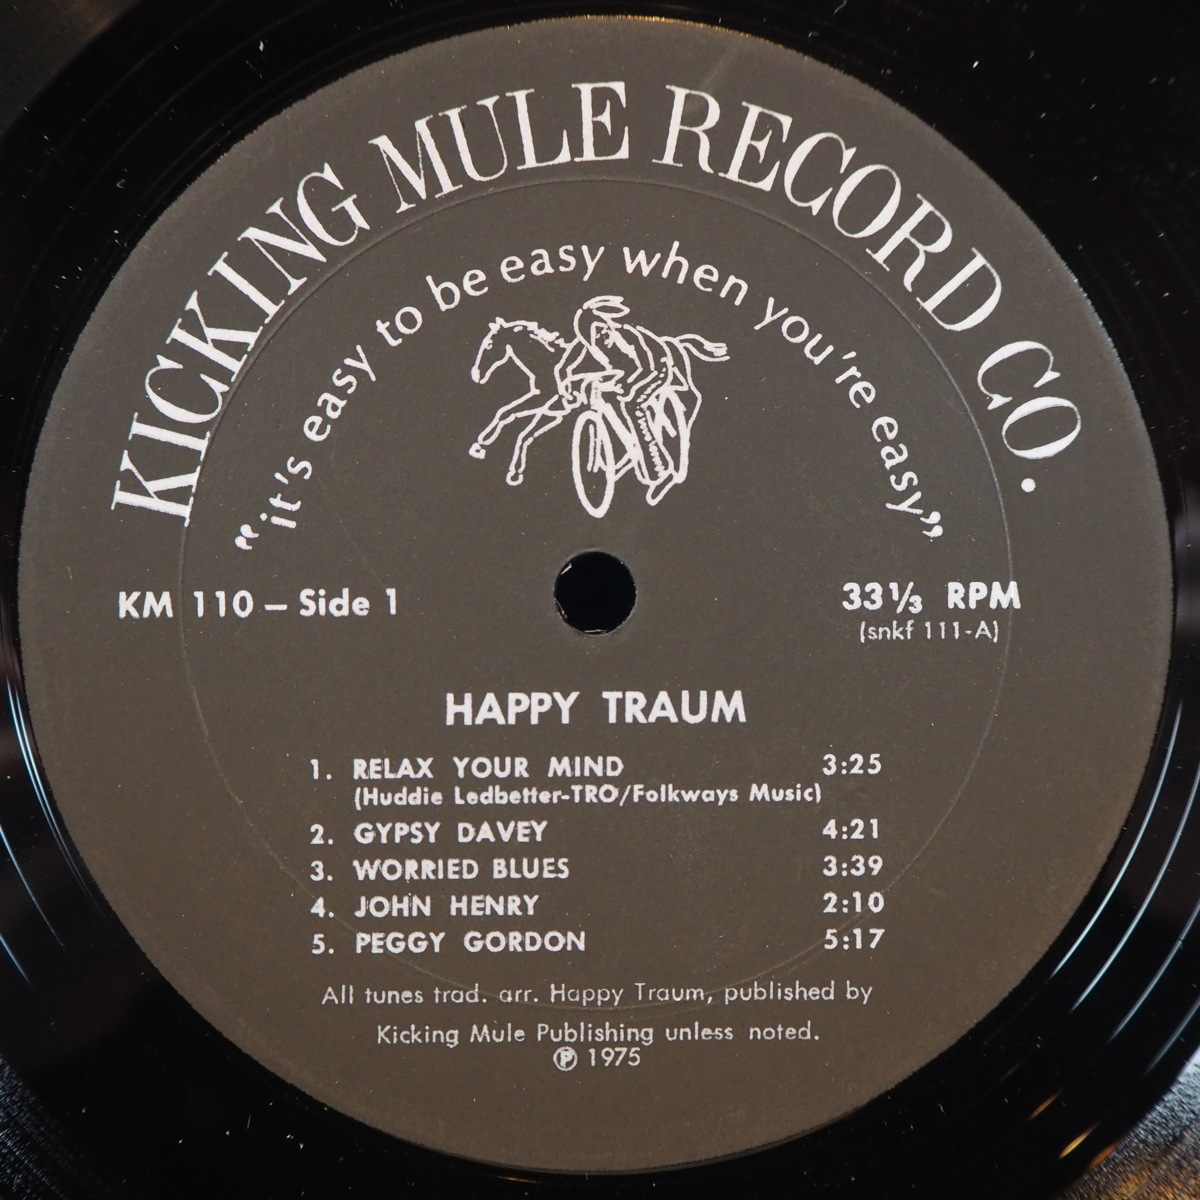 KICKING MULE RECORD CO.
"it's easy to be easy when you're easy"
KM 110 – Side 1
33⅓ RPM
(snkf 111-A)
HAPPY TRAUM
1. RELAX YOUR MIND 3:25
(Huddie Ledbetter-TRO/Folkways Music)
2. GYPSY DAVEY 4:21
3. WORRIED BLUES 3:39
4. JOHN HENRY 2:10
5. PEGGY GORDON 5:17
All tunes trad. arr. Happy Traum, published by
Kicking Mule Publishing unless noted.
℗ 1975